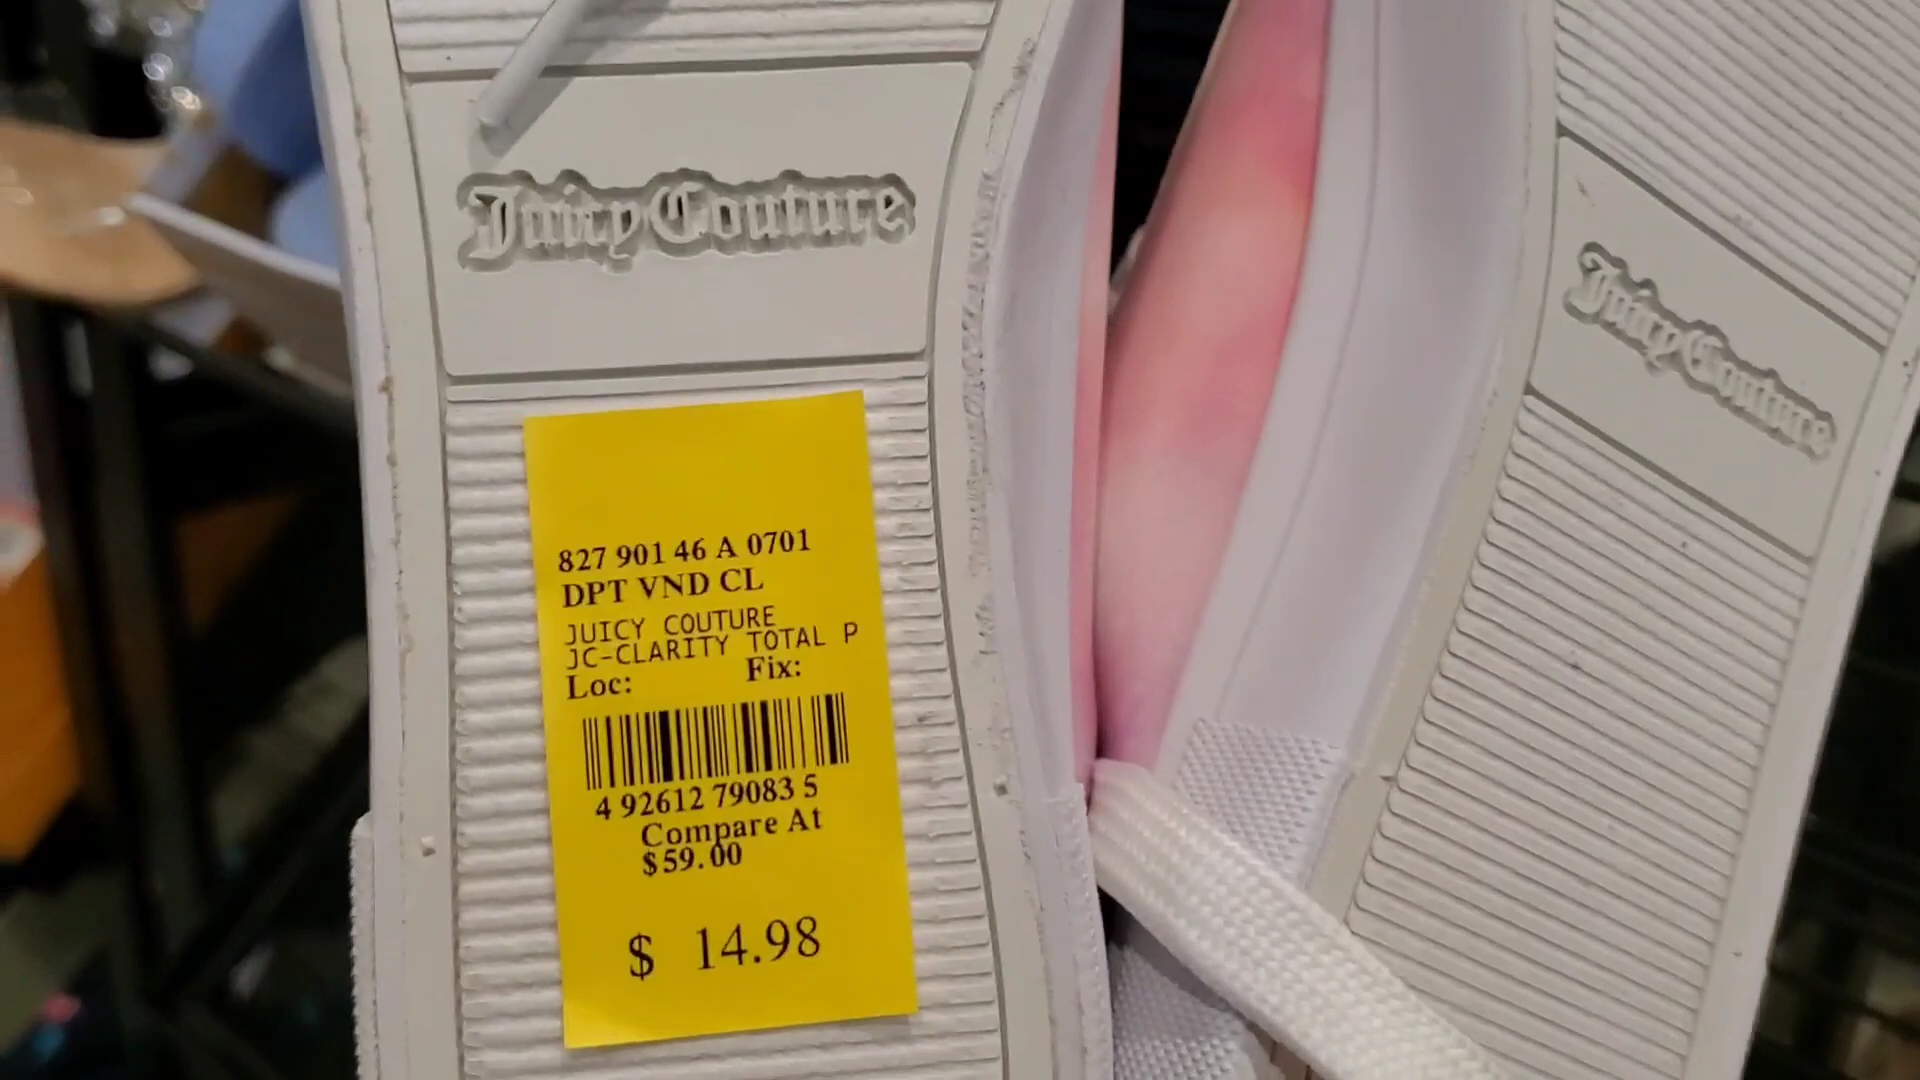 Juicy Couture
Juicy Couture
827 901 46 A 0701
DPT VND CL
JUICY COUTURE
JC-CLARITY TOTAL P
Loc: Fix:
4 92612 79083 5
Compare At
$59.00
$ 14.98